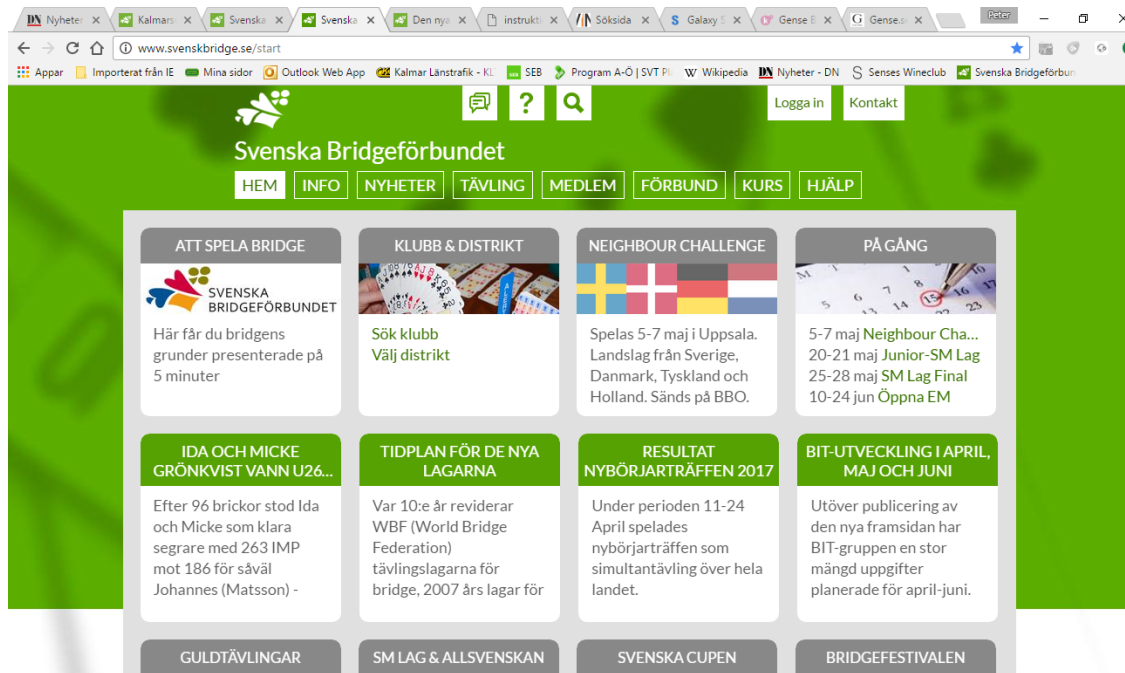 Nyheter
Kalmars
Svenska
Svenska
Den nya
instrukti
Söksida
Galaxy S
Gense B
Gense.s
Peter
www.svenskbridge.se/start
Appar Importerat från IE Mina sidor Outlook Web App Kalmar Länstrafik - KL SEB Program A-Ö | SVT Pl W Wikipedia DN Nyheter - DN Senses Wineclub Svenska Bridgeförbun
? Logga in Kontakt
Svenska Bridgeförbundet
HEM INFO NYHETER TÄVLING MEDLEM FÖRBUND KURS HJÄLP
ATT SPELA BRIDGE
SVENSKA
BRIDGEFÖRBUNDET
Här får du bridgens
grunder presenterade på
5 minuter
KLUBB & DISTRIKT
Sök klubb
Välj distrikt
NEIGHBOUR CHALLENGE
Spelas 5-7 maj i Uppsala.
Landslag från Sverige,
Danmark, Tyskland och
Holland. Sänds på BBO.
PÅ GÅNG
5-7 maj Neighbour Cha...
20-21 maj Junior-SM Lag
25-28 maj SM Lag Final
10-24 jun Öppna EM
IDA OCH MICKE
GRÖNKVIST VANN U26...
Efter 96 brickor stod Ida
och Micke som klara
segrare med 263 IMP
mot 186 för såväl
Johannes (Matsson) -
TIDPLAN FÖR DE NYA
LAGARNA
Var 10:e år reviderar
WBF (World Bridge
Federation)
tävlingslagarna för
bridge, 2007 års lagar för
RESULTAT
NYBÖRJARTRÄFFEN 2017
Under perioden 11-24
April spelades
nybörjarträffen som
simultantävling över hela
landet.
BIT-UTVECKLING I APRIL,
MAJ OCH JUNI
Utöver publicering av
den nya framsidan har
BIT-gruppen en stor
mängd uppgifter
planerade för april-juni.
GULDTÄVLINGAR
SM LAG & ALLSVENSKAN
SVENSKA CUPEN
BRIDGEFESTIVALEN